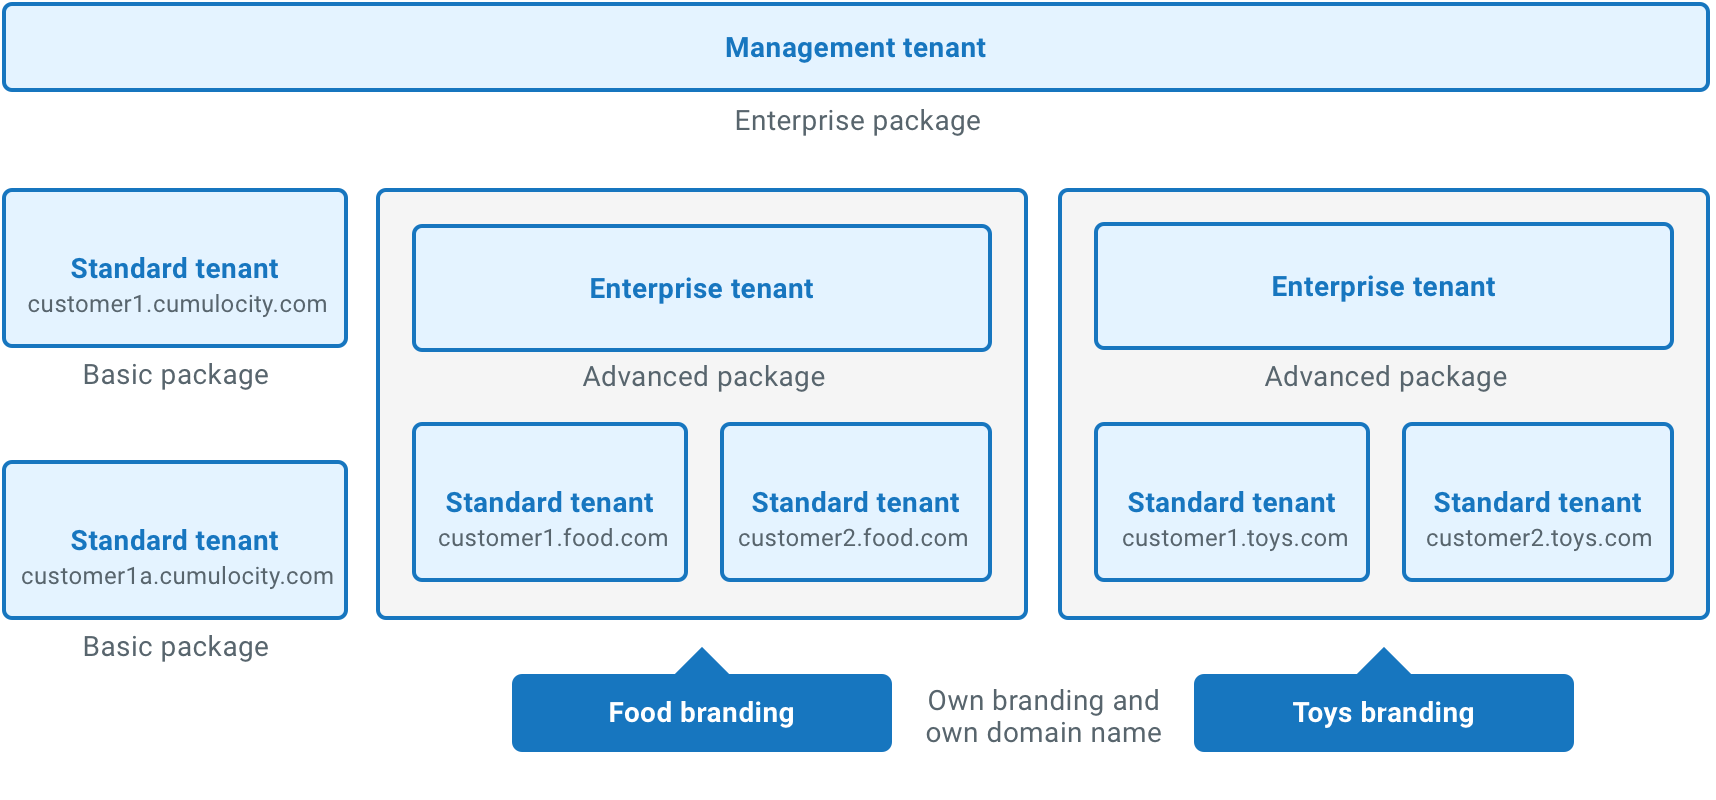 Management tenant
Enterprise package
Standard tenant
customer1.cumulocity.com
Basic package
Standard tenant
customer1a.cumulocity.com
Basic package
Enterprise tenant
Advanced package
Standard tenant
customer1.food.com
Standard tenant
customer2.food.com
Food branding
Own branding and
own domain name
Enterprise tenant
Advanced package
Standard tenant
customer1.toys.com
Standard tenant
customer2.toys.com
Toys branding